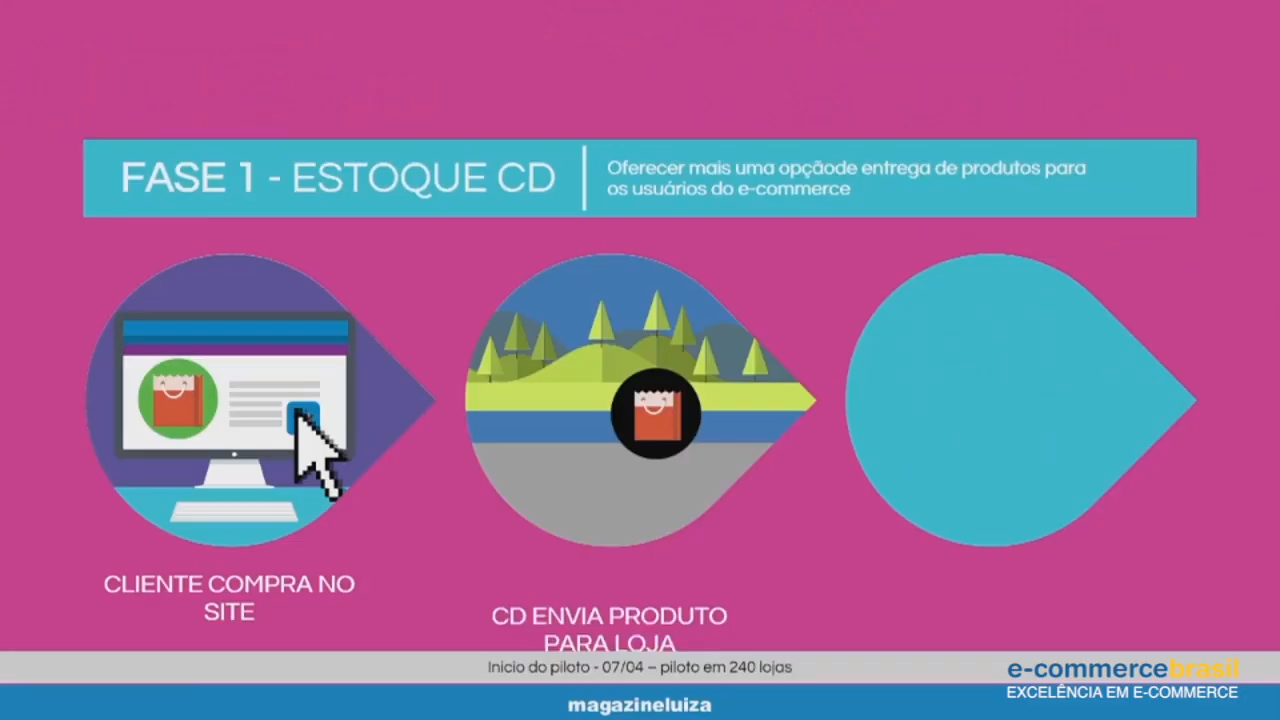 FASE 1 - ESTOQUE CD
Oferecer mais uma opçãode entrega de produtos para
os usuários do e-commerce
CLIENTE COMPRA NO
SITE
CD ENVIA PRODUTO
PARA LOJA
Inicio do piloto - 07/04 – piloto em 240 lojas
magazineluiza
e-commercebrasil
EXCELÊNCIA EM E-COMMERCE